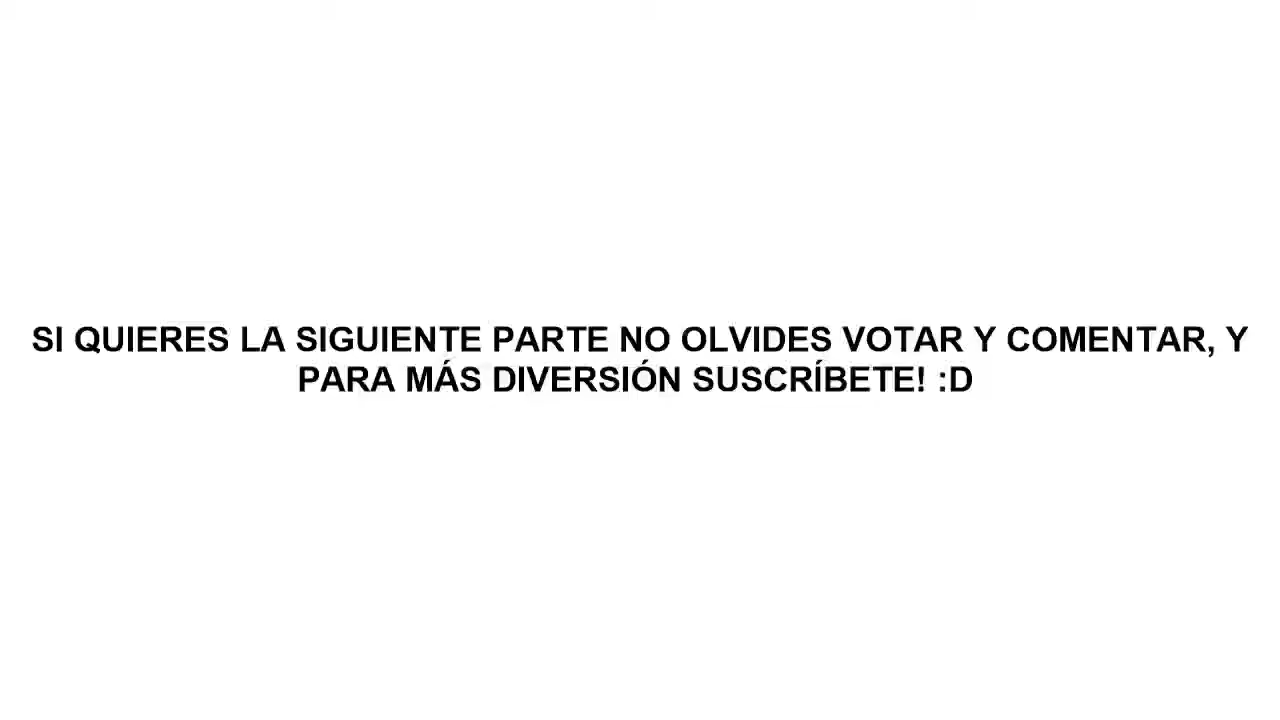 SI QUIERES LA SIGUIENTE PARTE NO OLVIDES VOTAR Y COMENTAR, Y
PARA MÁS DIVERSIÓN SUSCRÍBETE! :D